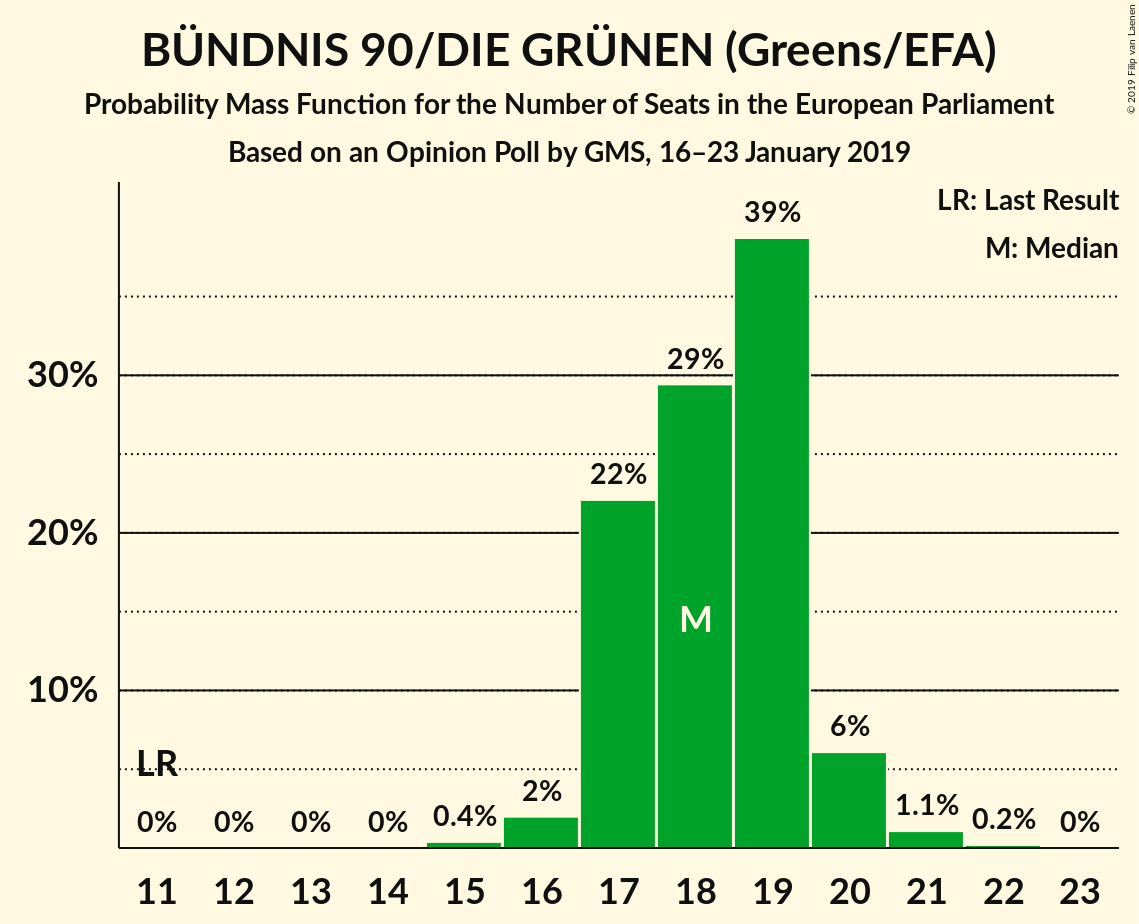 BÜNDNIS 90/DIE GRÜNEN (Greens/EFA)
Probability Mass Function for the Number of Seats in the European Parliament
Based on an Opinion Poll by GMS, 16–23 January 2019
© 2019 Filip van Laenen
LR: Last Result
M: Median
39%
30%
29%
22%
20%
M
10%
6%
LR
2%
1.1%
0.4%
0.2%
0% 0% 0% 0% 0%
11 12 13 14 15 16 17 18 19 20 21 22 23